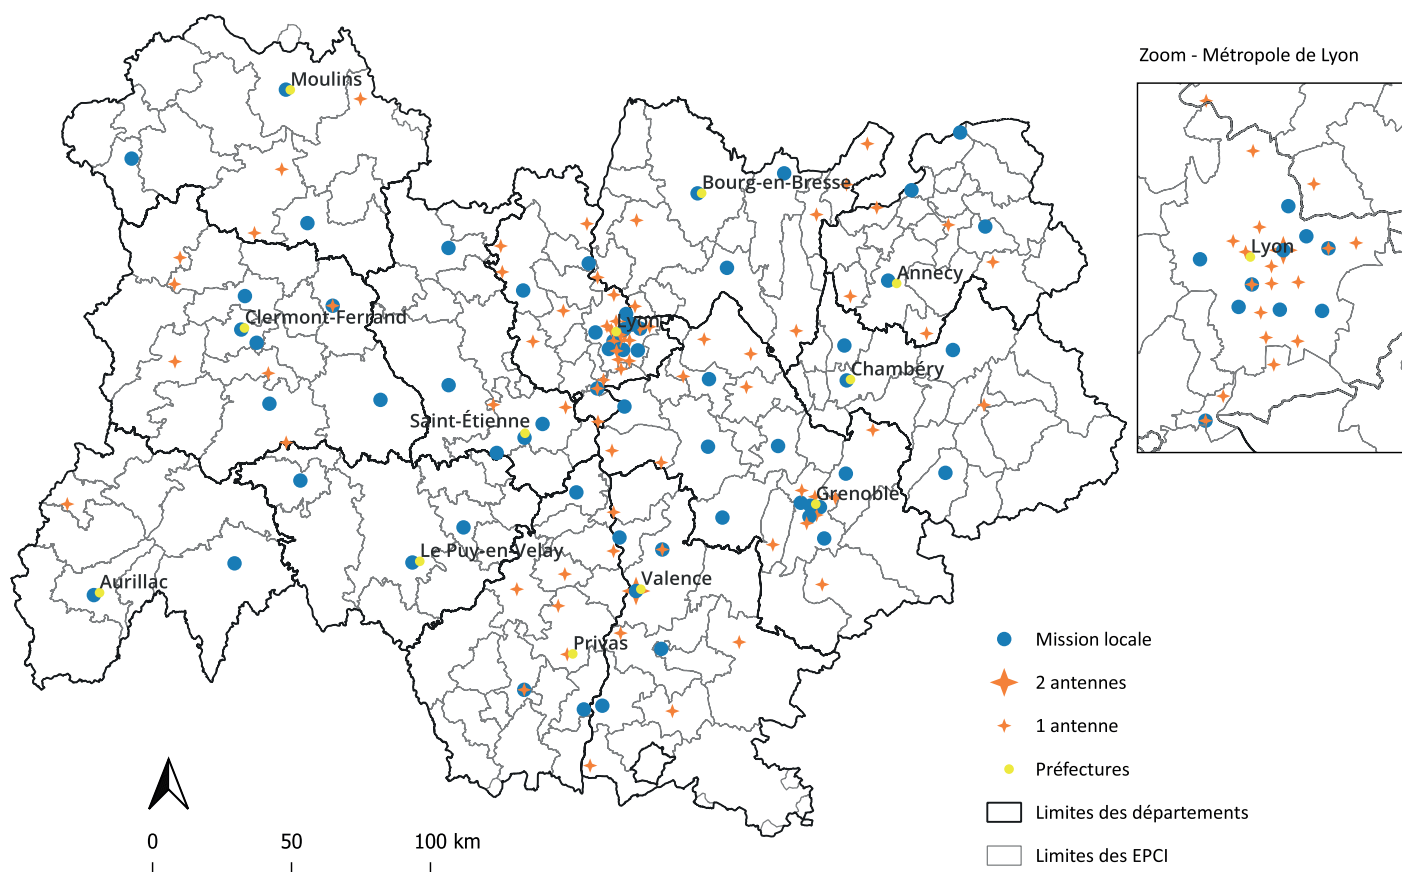 Zoom - Métropole de Lyon
Moulins
Bourg-en-Bresse
Lyon
Annecy
Clermont-Ferrand
Lyon
Chambéry
Saint-Étienne
Grenoble
Le Puy-en-Velay
Aurillac
Valence
Privas
Mission locale
2 antennes
1 antenne
Préfectures
Limites des départements
Limites des EPCI
0 50 100 km